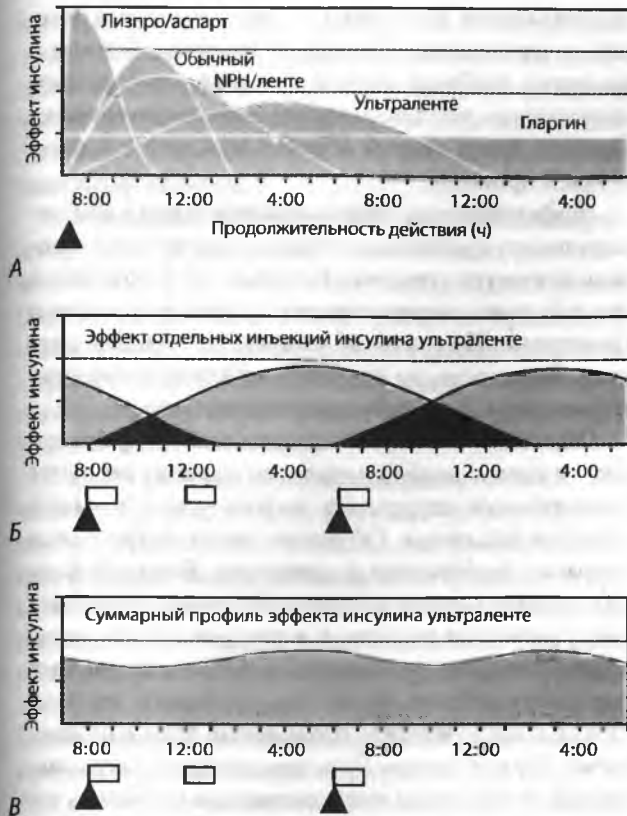 Эффект инсулина
Лизпро/аспарт
Обычный
NPH/ленте
Ультраленте
Гларгин
8:00 12:00 4:00 8:00 12:00 4:00
Продолжительность действия (ч)
А
Эффект инсулина
Эффект отдельных инъекций инсулина ультраленте
8:00 12:00 4:00 8:00 12:00 4:00
Б
Эффект инсулина
Суммарный профиль эффекта инсулина ультраленте
8:00 12:00 4:00 8:00 12:00 4:00
В